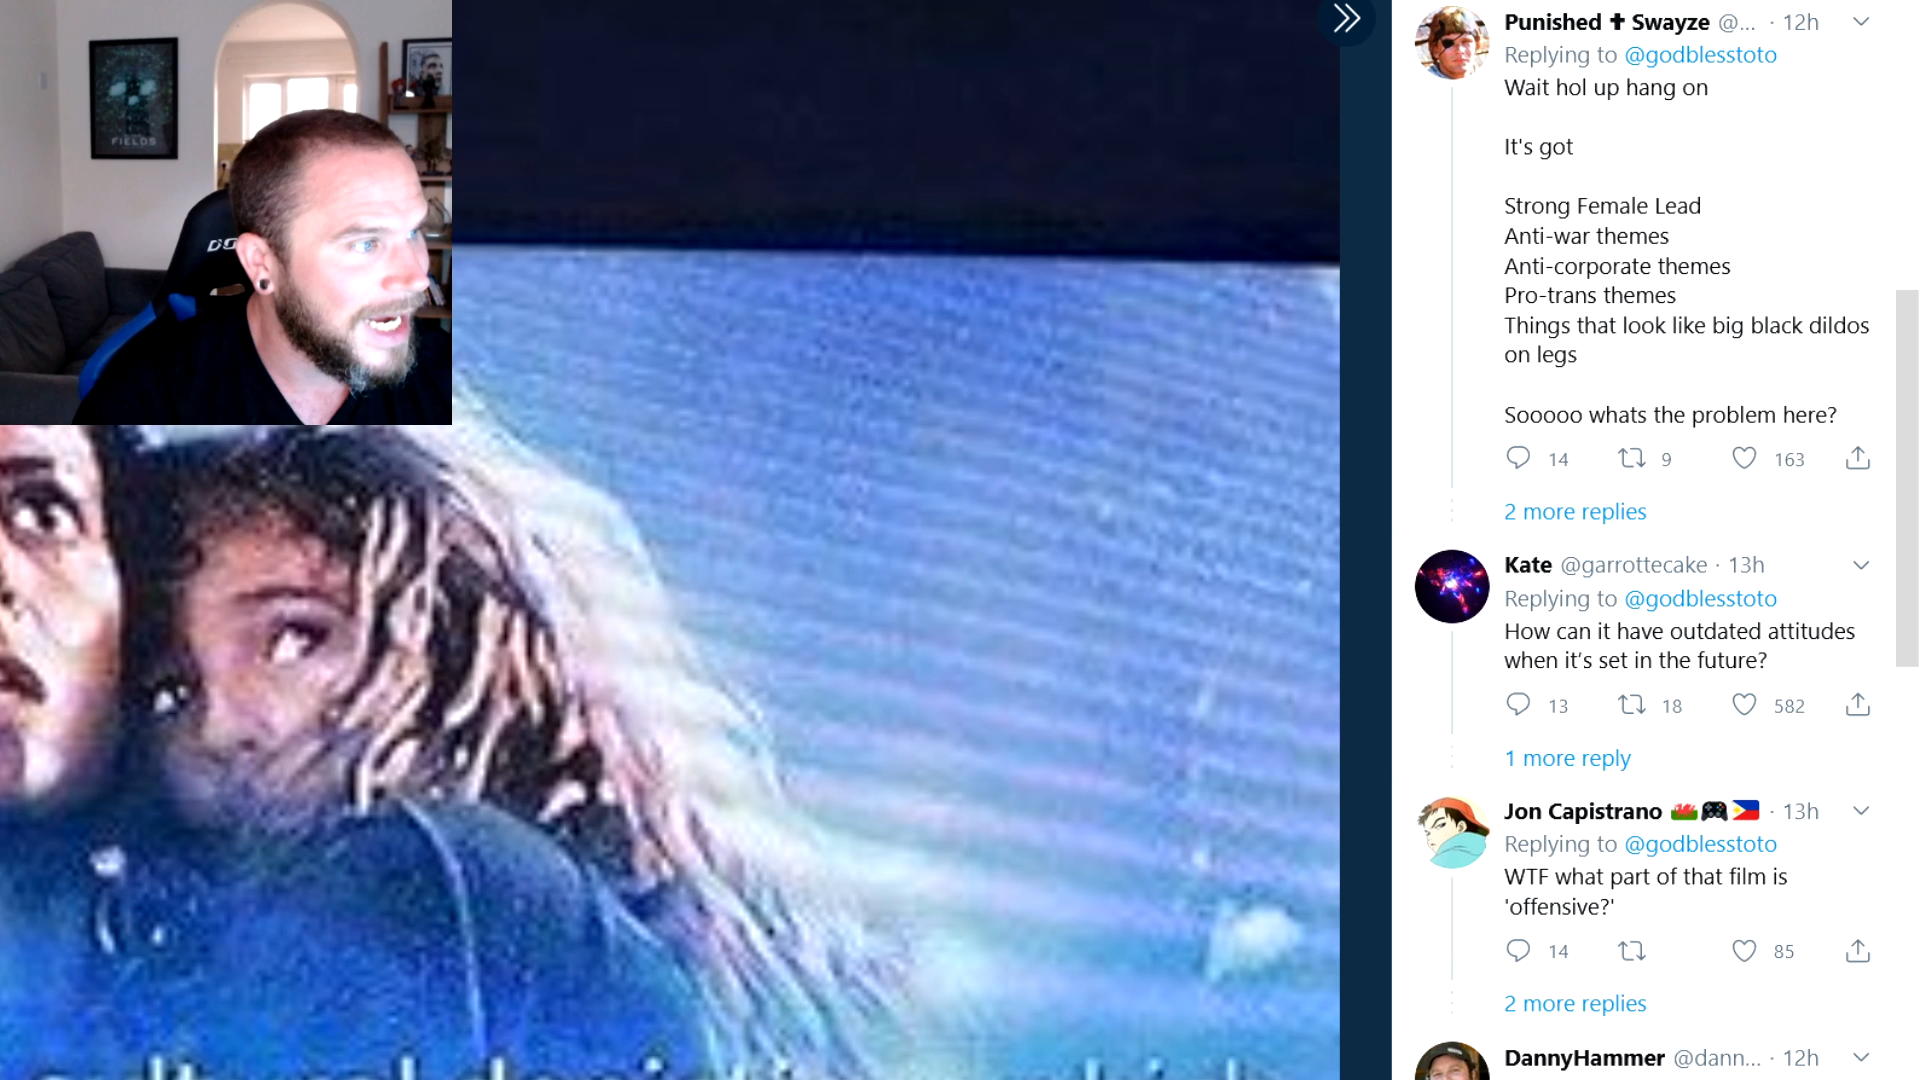 FIELDS
Punished ✝ Swayze @... · 12h
Replying to @godblesstoto
Wait hol up hang on
It's got
Strong Female Lead
Anti-war themes
Anti-corporate themes
Pro-trans themes
Things that look like big black dildos
on legs
Sooooo whats the problem here?
14 9 163
2 more replies
Kate @garrottecake · 13h
Replying to @godblesstoto
How can it have outdated attitudes
when it's set in the future?
13 18 582
1 more reply
Jon Capistrano 🏴󠁧󠁢󠁷󠁬󠁳󠁿🎮🇵🇭 · 13h
Replying to @godblesstoto
WTF what part of that film is
'offensive?'
14 85
2 more replies
DannyHammer @dann... · 12h